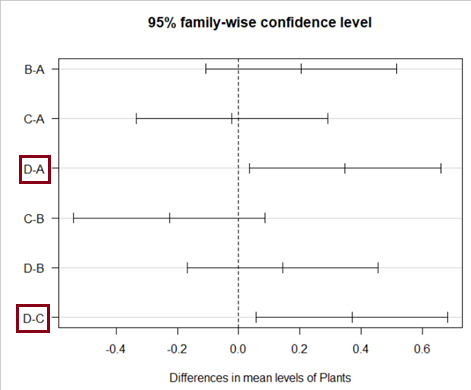 95% family-wise confidence level
B-A
C-A
D-A
C-B
D-B
D-C
-0.4 -0.2 0.0 0.2 0.4 0.6
Differences in mean levels of Plants